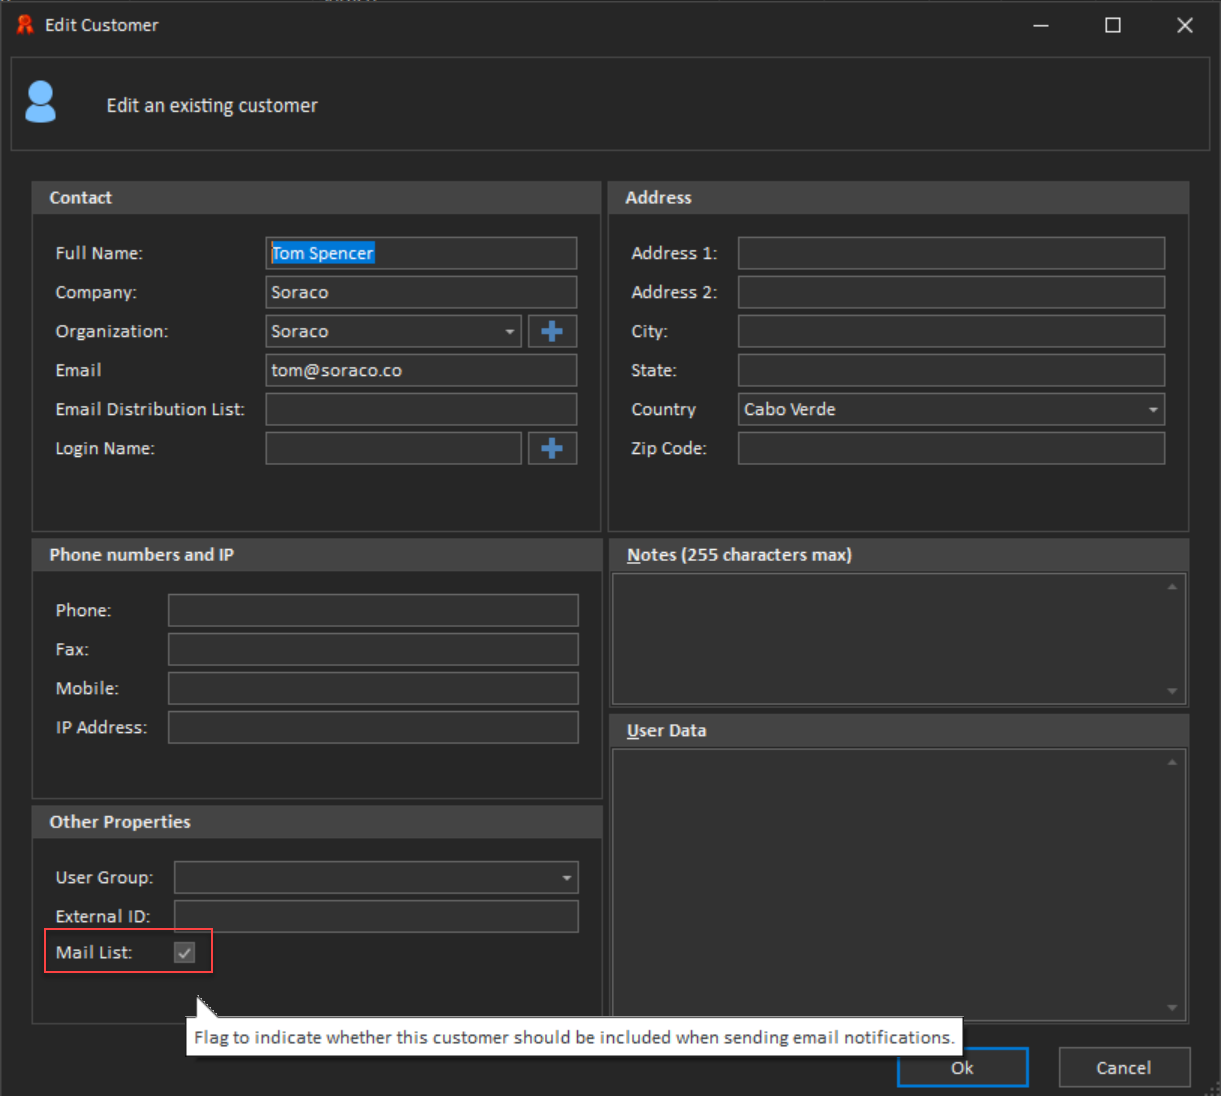 Edit Customer
Edit an existing customer
Contact
Full Name: Tom Spencer
Company: Soraco
Organization: Soraco
Email tom@soraco.co
Email Distribution List:
Login Name:
Address
Address 1:
Address 2:
City:
State:
Country Cabo Verde
Zip Code:
Phone numbers and IP
Phone:
Fax:
Mobile:
IP Address:
Notes (255 characters max)
User Data
Other Properties
User Group:
External ID:
Mail List:
Flag to indicate whether this customer should be included when sending email notifications.
Ok
Cancel